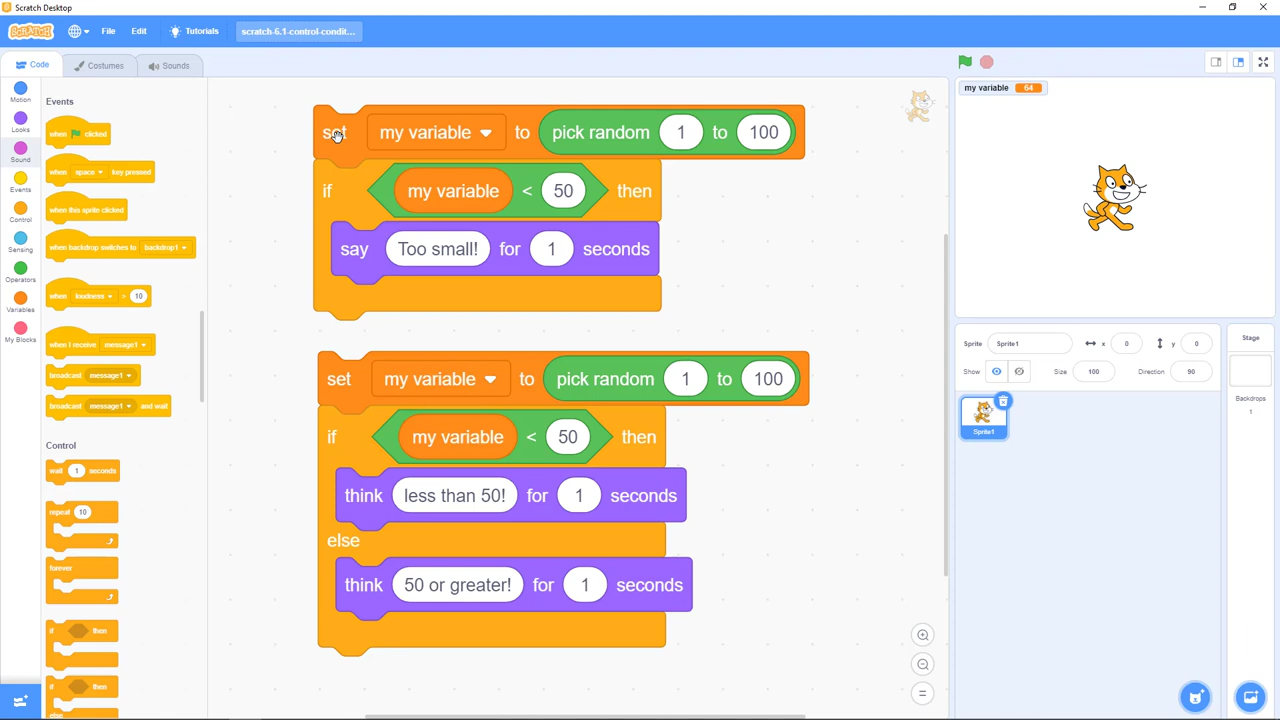 Scratch Desktop
SCRATCH File Edit Tutorials scratch-6.1-control-condit...
Code Costumes Sounds
Motion
Looks
Sound
Events
Control
Sensing
Operators
Variables
My Blocks
Events
when clicked
when space key pressed
when this sprite clicked
when backdrop switches to backdrop1
when loudness > 10
when I receive message1
broadcast message1
broadcast message1 and wait
Control
wait 1 seconds
repeat 10
forever
if then
if then
else
set my variable to pick random 1 to 100
if my variable < 50 then
say Too small! for 1 seconds
set my variable to pick random 1 to 100
if my variable < 50 then
think less than 50! for 1 seconds
else
think 50 or greater! for 1 seconds
my variable 64
Sprite Sprite1 x 0 y 0
Show Size 100 Direction 90
Sprite1
Stage
Backdrops
1